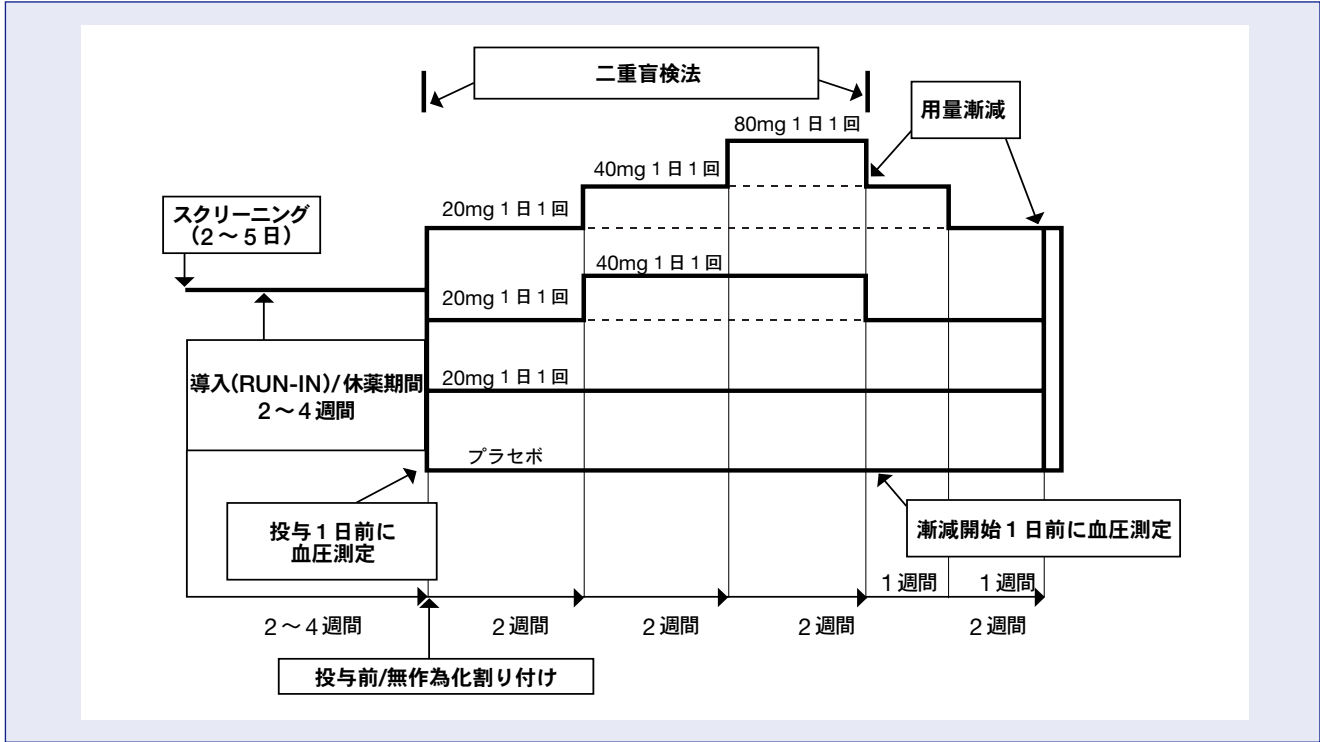 二重盲検法
用量漸減
80mg 1日1回
40mg 1日1回
20mg 1日1回
スクリーニング
(2〜5日)
40mg 1日1回
20mg 1日1回
導入(RUN-IN)/休薬期間
2〜4週間
20mg 1日1回
プラセボ
投与1日前に
血圧測定
漸減開始1日前に血圧測定
1週間
1週間
2〜4週間
2週間
2週間
2週間
2週間
投与前/無作為化割り付け